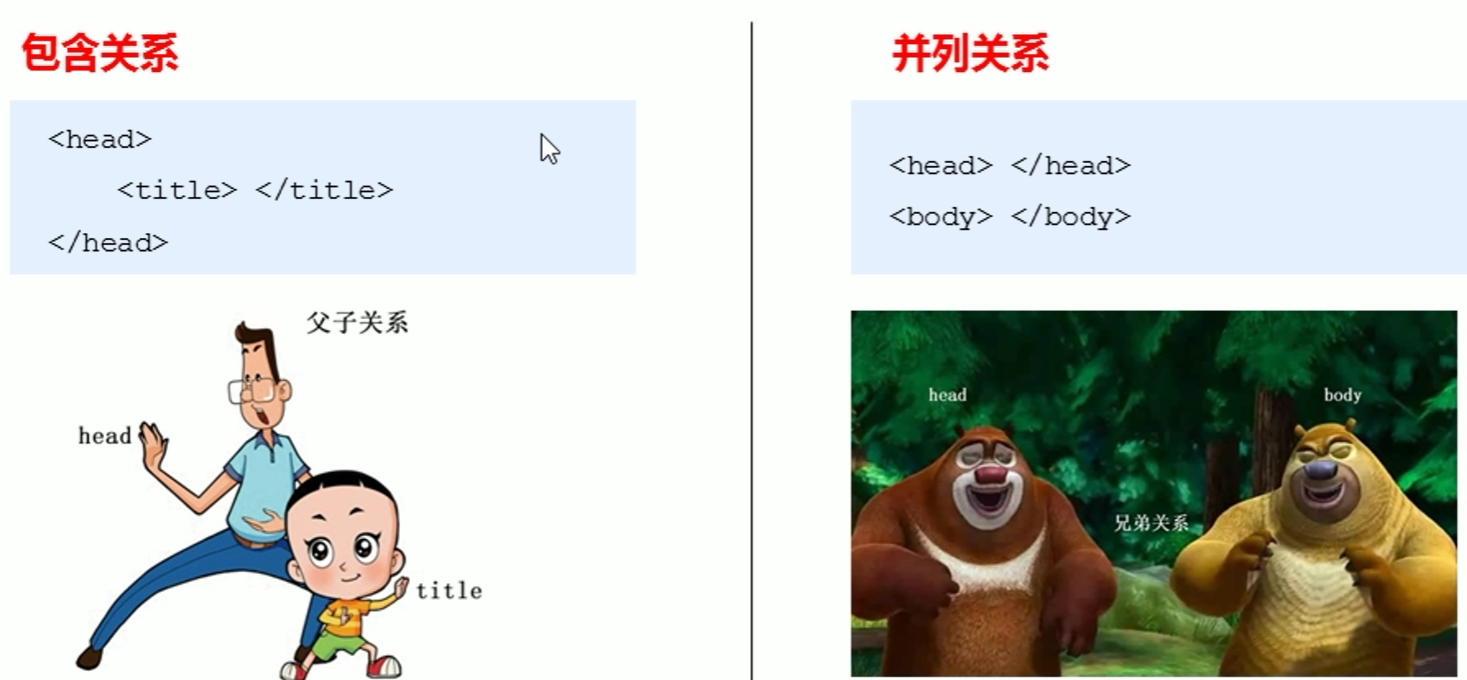 包含关系
<head>
<title> </title>
</head>
父子关系
head
title
并列关系
<head> </head>
<body> </body>
head
body
兄弟关系